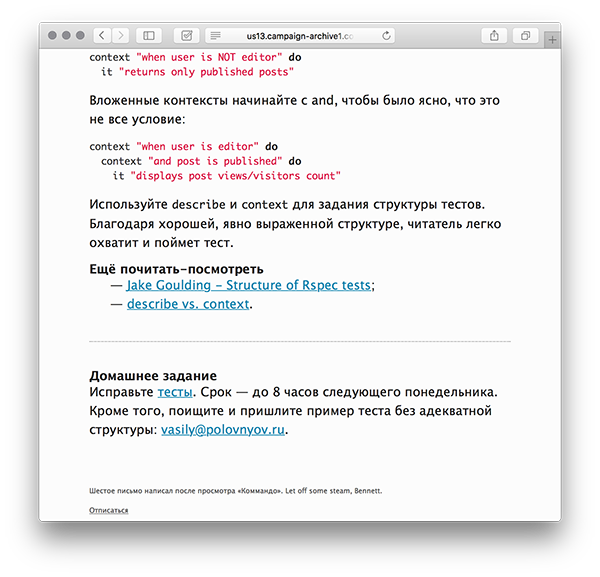 us13.campaign-archive1.co
context "when user is NOT editor" do
it "returns only published posts"
Вложенные контексты начинайте с and, чтобы было ясно, что это
не все условие:
context "when user is editor" do
context "and post is published" do
it "displays post views/visitors count"
Используйте describe и context для задания структуры тестов.
Благодаря хорошей, явно выраженной структуре, читатель легко
охватит и поймет тест.
Ещё почитать-посмотреть
— Jake Goulding – Structure of Rspec tests;
— describe vs. context.
Домашнее задание
Исправьте тесты. Срок — до 8 часов следующего понедельника.
Кроме того, поищите и пришлите пример теста без адекватной
структуры: vasily@polovnyov.ru.
Шестое письмо написал после просмотра «Коммандо». Let off some steam, Bennett.
Отписаться